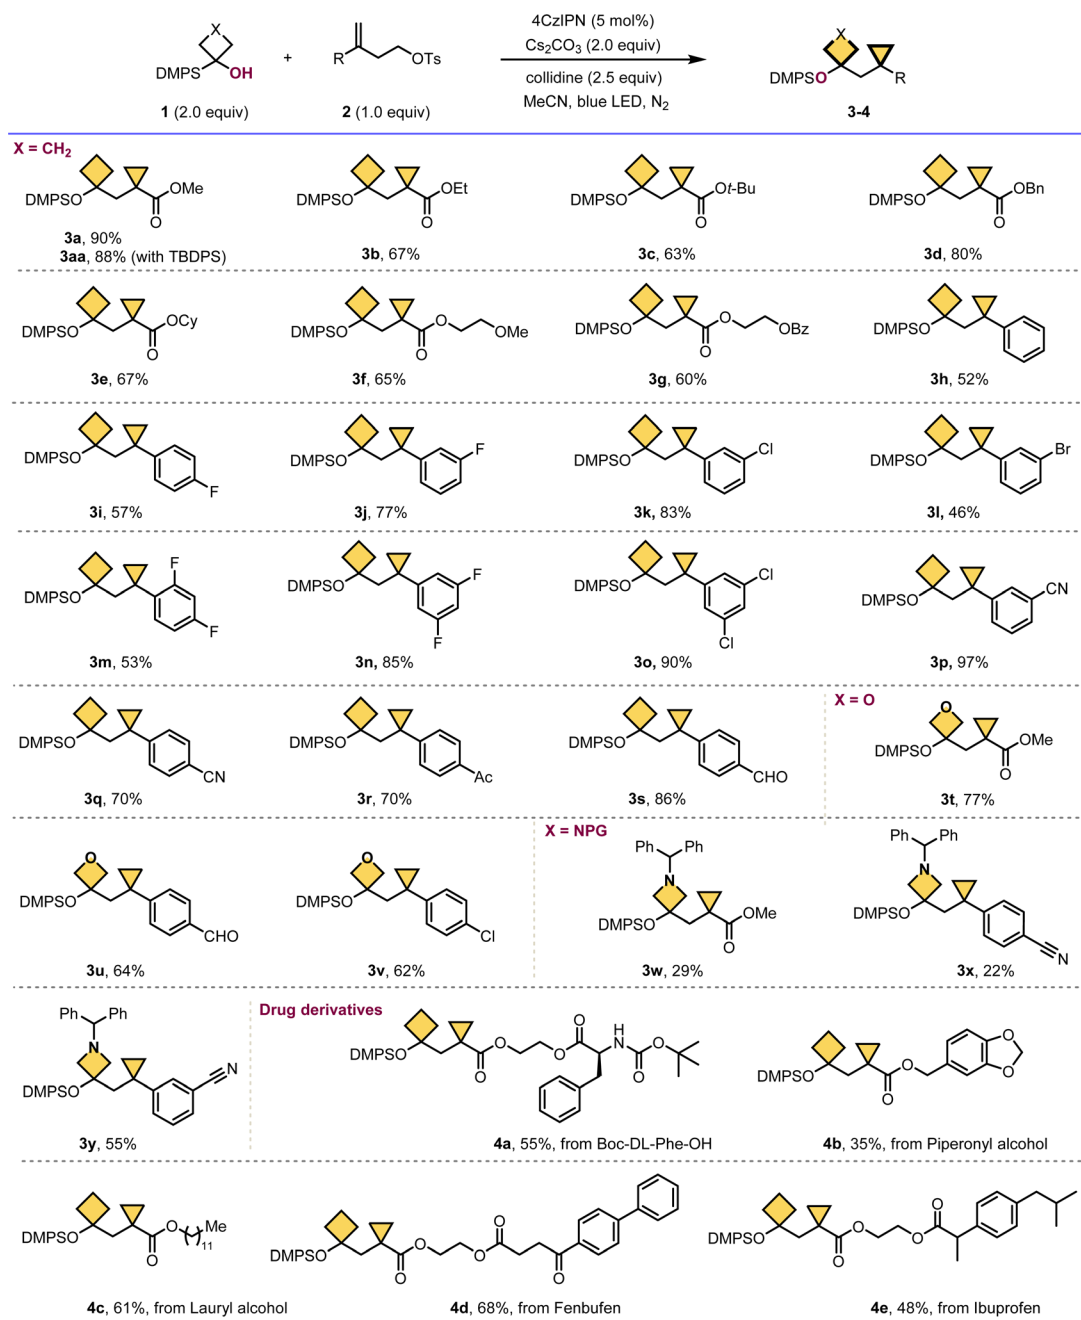 4CzIPN (5 mol%)
Cs2CO3 (2.0 equiv)
collidine (2.5 equiv)
MeCN, blue LED, N2
X
DMPS OH
+
R OTs
X
DMPSO R
1 (2.0 equiv) 2 (1.0 equiv) 3-4
X = CH2
DMPSO OMe O
DMPSO OEt O
DMPSO Ot-Bu O
DMPSO OBn O
3a, 90%
3aa, 88% (with TBDPS)
3b, 67%
3c, 63%
3d, 80%
DMPSO OCy O
DMPSO O OMe O
DMPSO O OBz O
DMPSO
3e, 67%
3f, 65%
3g, 60%
3h, 52%
DMPSO F
DMPSO F
DMPSO Cl
DMPSO Br
3i, 57%
3j, 77%
3k, 83%
3l, 46%
DMPSO F F
DMPSO F F
DMPSO Cl Cl
DMPSO CN
3m, 53%
3n, 85%
3o, 90%
3p, 97%
DMPSO CN
DMPSO Ac
DMPSO CHO
X = O
O DMPSO OMe O
3q, 70%
3r, 70%
3s, 86%
3t, 77%
O DMPSO CHO
O DMPSO Cl
X = NPG
Ph Ph N DMPSO OMe O
Ph Ph N DMPSO N
3u, 64%
3v, 62%
3w, 29%
3x, 22%
Ph Ph N DMPSO N
Drug derivatives
DMPSO O O O O H N O O
DMPSO O O O O
3y, 55%
4a, 55%, from Boc-DL-Phe-OH
4b, 35%, from Piperonyl alcohol
DMPSO O O ( )11 Me
DMPSO O O O O O
DMPSO O O O O
4c, 61%, from Lauryl alcohol
4d, 68%, from Fenbufen
4e, 48%, from Ibuprofen